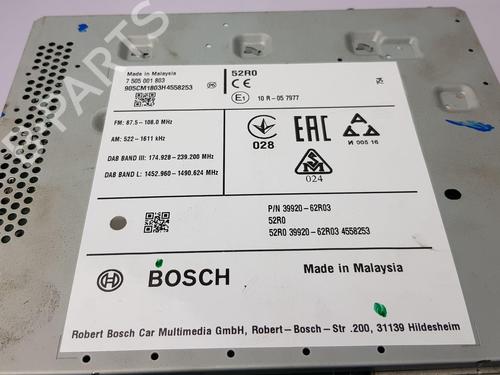 Made in Malaysia
7 505 001 803
905CM1803H4558253
52R0
E1
10 R - 05 7977
FM: 87.5 - 108.0 MHz
AM: 522 - 1611 kHz
DAB BAND III: 174.928 - 239.200 MHz
DAB BAND L: 1452.960 - 1490.624 MHz
028
EAC
И 005 16
SM
024
P/N 39920-62R03
52R0
52R0 39920-62R03 4558253
BOSCH
Made in Malaysia
Robert Bosch Car Multimedia GmbH, Robert-Bosch-Str .200, 31139 Hildesheim